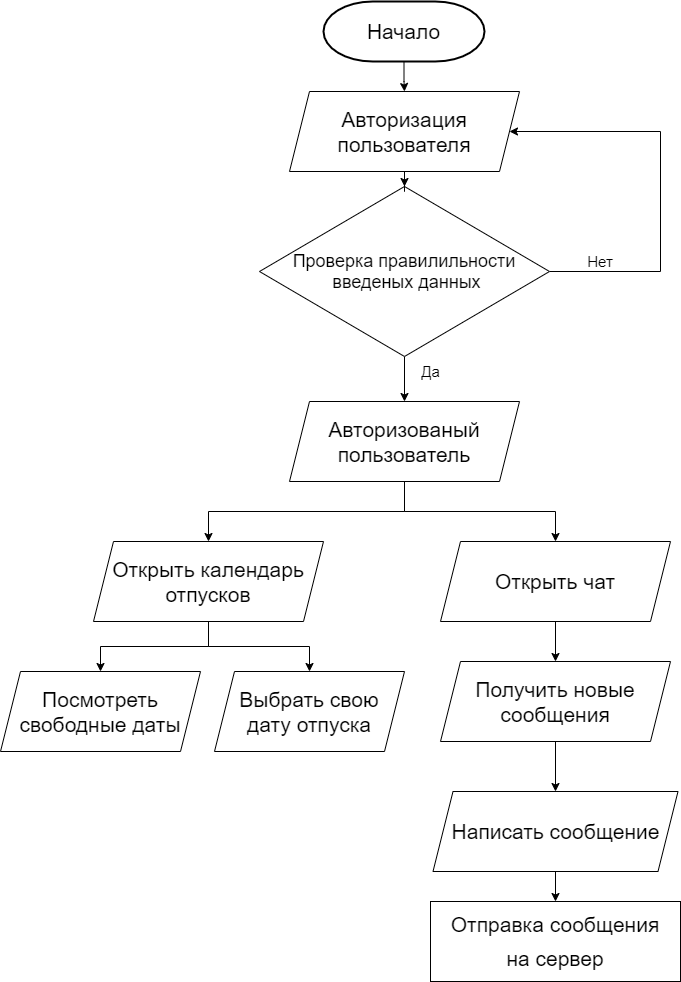 Начало
Авторизация
пользователя
Проверка правилильности
введеных данных
Нет
Да
Авторизованый
пользователь
Открыть календарь
отпусков
Открыть чат
Посмотреть
свободные даты
Выбрать свою
дату отпуска
Получить новые
сообщения
Написать сообщение
Отправка сообщения
на сервер